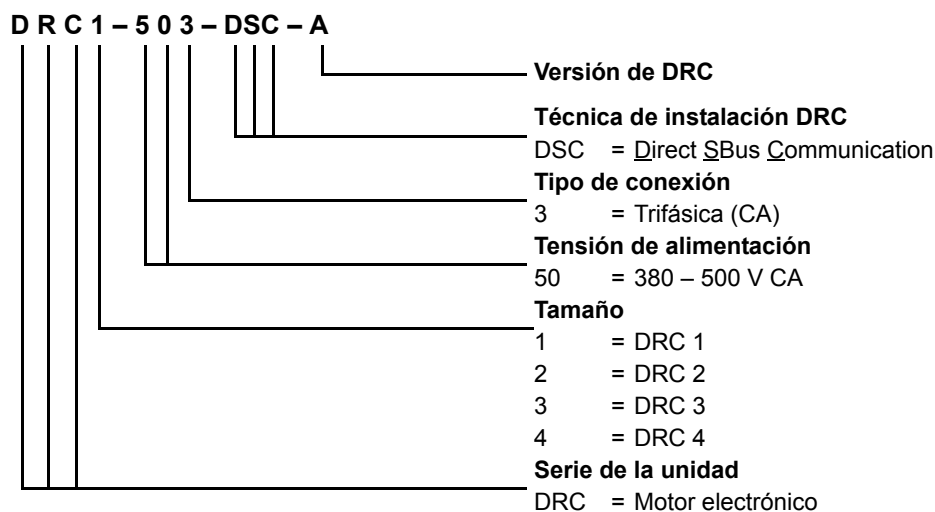 D R C 1 – 5 0 3 – DSC – A
Versión de DRC
Técnica de instalación DRC
DSC = Direct SBus Communication
Tipo de conexión
3 = Trifásica (CA)
Tensión de alimentación
50 = 380 – 500 V CA
Tamaño
1 = DRC 1
2 = DRC 2
3 = DRC 3
4 = DRC 4
Serie de la unidad
DRC = Motor electrónico